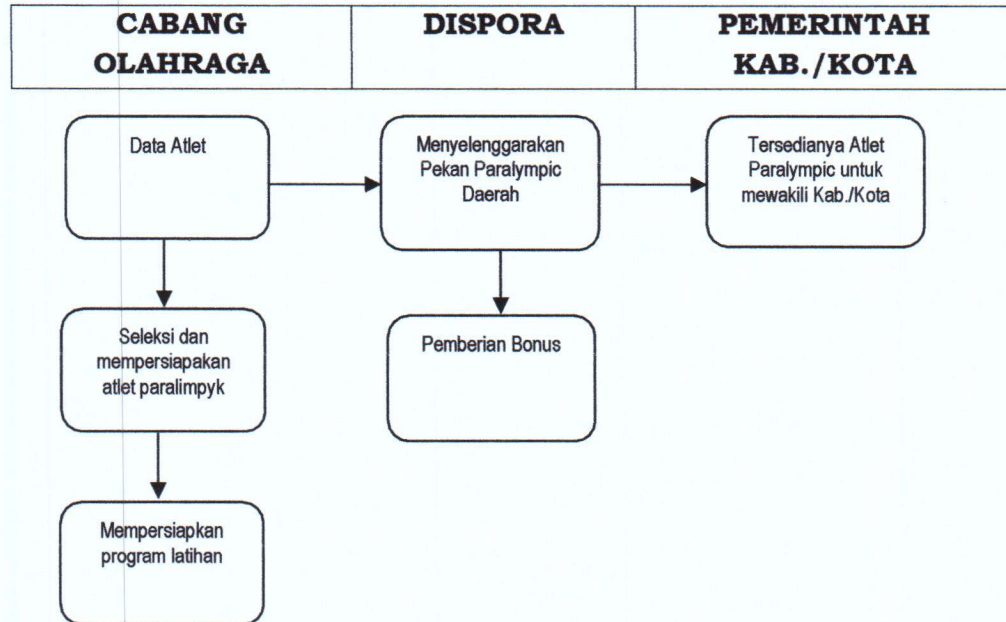 CABANG
OLAHRAGA
DISPORA
PEMERINTAH
KAB./KOTA
Data Atlet
Menyelenggarakan
Pekan Paralympic
Daerah
Tersedianya Atlet
Paralympic untuk
mewakili Kab./Kota
Seleksi dan
mempersiapakan
atlet paralimpyk
Pemberian Bonus
Mempersiapkan
program latihan